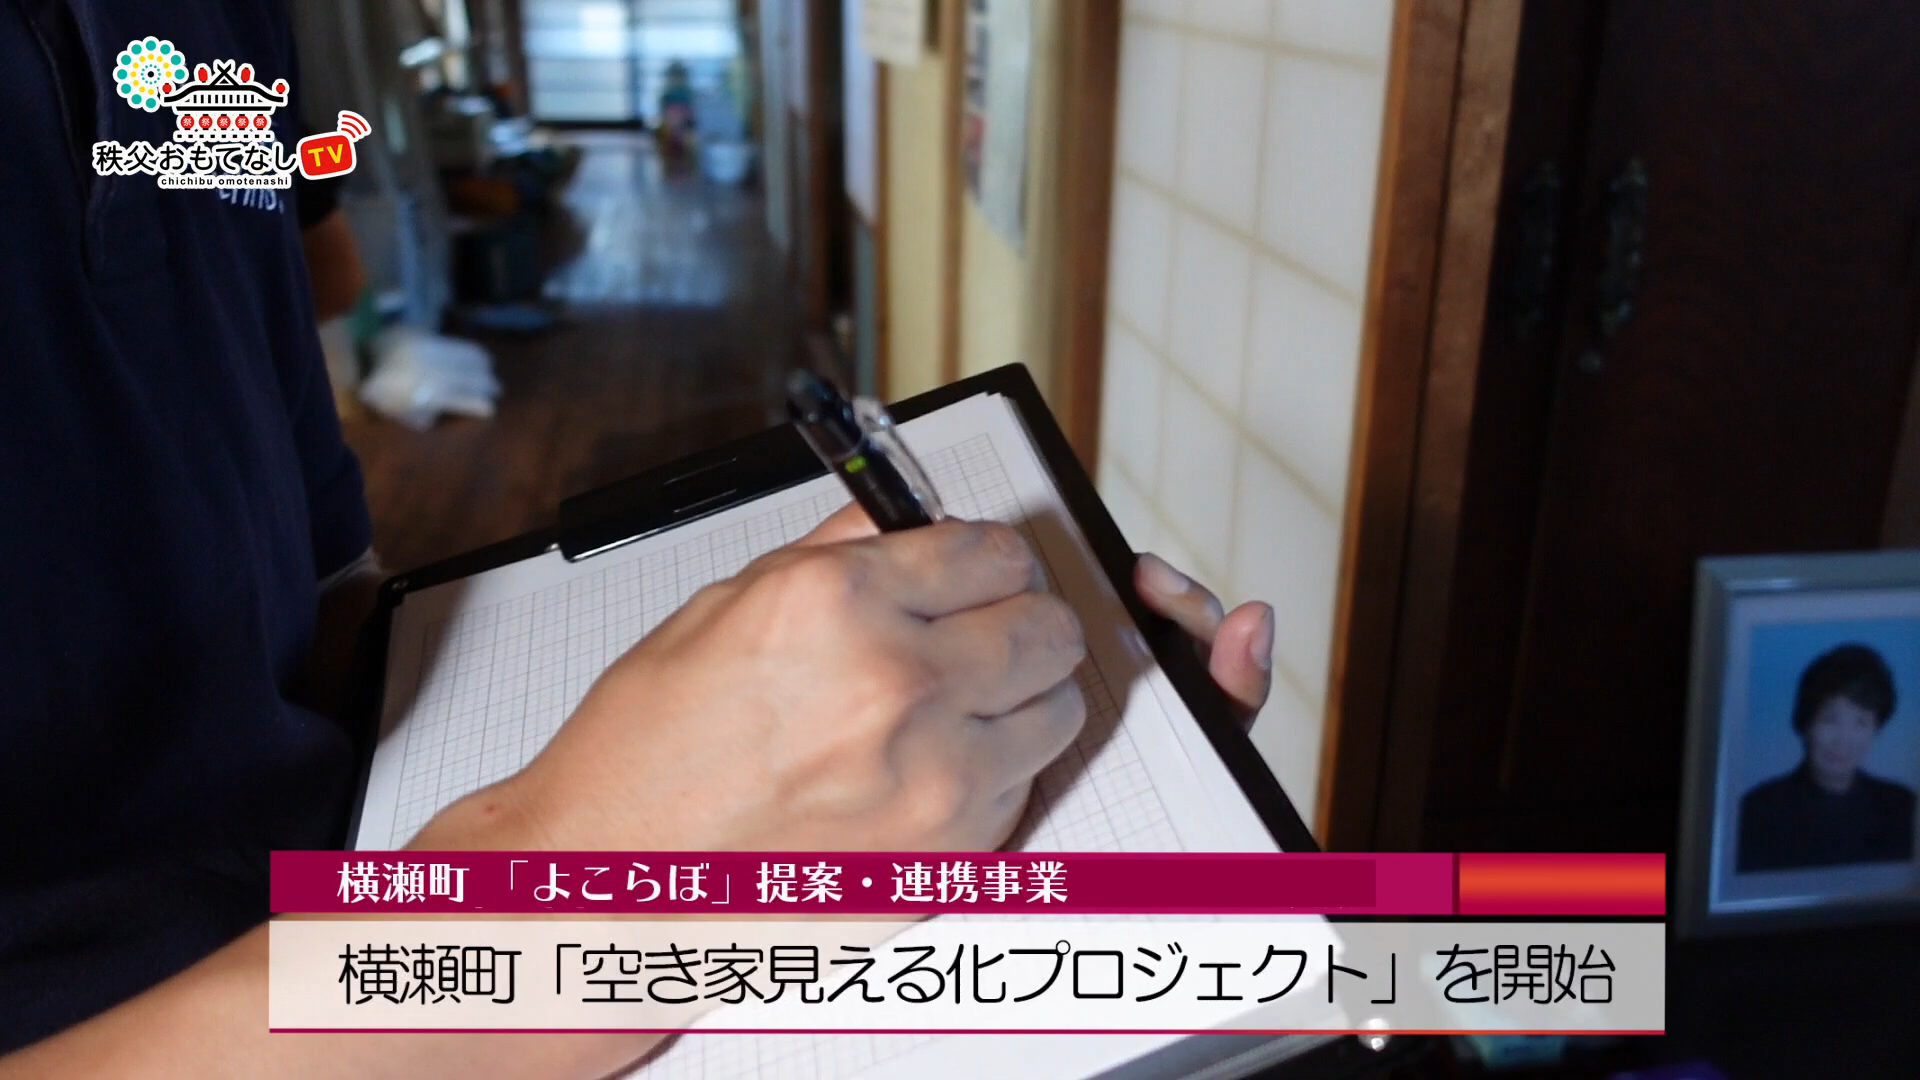 秩父おもてなしTV
chichibu omotenashi
横瀬町 「よこらぼ」提案・連携事業
横瀬町「空き家見える化プロジェクト」を開始